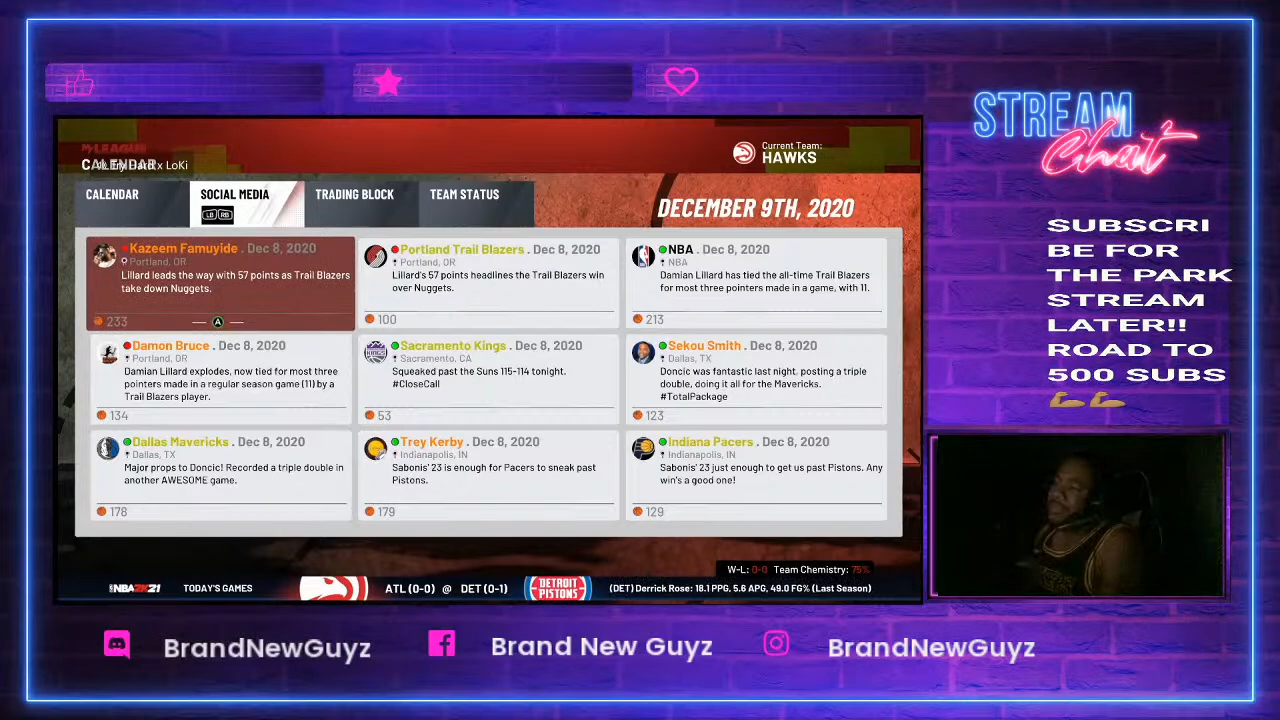 STREAM
Chat
MyLEAGUE
CALENDAR
x LoKi
Current Team:
HAWKS
CALENDAR
SOCIAL MEDIA
LB RB
TRADING BLOCK
TEAM STATUS
DECEMBER 9TH, 2020
Kazeem Famuyide . Dec 8, 2020
Portland, OR
Lillard leads the way with 57 points as Trail Blazers
take down Nuggets.
233
A
Portland Trail Blazers . Dec 8, 2020
Portland, OR
Lillard's 57 points headlines the Trail Blazers win
over Nuggets.
100
NBA . Dec 8, 2020
NBA
Damian Lillard has tied the all-time Trail Blazers
for most three pointers made in a game, with 11.
213
Damon Bruce . Dec 8, 2020
Portland, OR
Damian Lillard explodes, now tied for most three
pointers made in a regular season game (11) by a
Trail Blazers player.
134
KINGS
Sacramento Kings . Dec 8, 2020
Sacramento, CA
Squeaked past the Suns 115-114 tonight.
#CloseCall
53
Sekou Smith . Dec 8, 2020
Dallas, TX
Doncic was fantastic last night, posting a triple
double, doing it all for the Mavericks.
#TotalPackage
123
Dallas Mavericks . Dec 8, 2020
Dallas, TX
Major props to Doncic! Recorded a triple double in
another AWESOME game.
178
Trey Kerby . Dec 8, 2020
Indianapolis, IN
Sabonis' 23 is enough for Pacers to sneak past
Pistons.
179
Indiana Pacers . Dec 8, 2020
Indianapolis, IN
Sabonis' 23 just enough to get us past Pistons. Any
win's a good one!
129
W-L: 0-0 Team Chemistry: 75%
NBA 2K21
TODAY'S GAMES
ATL (0-0) @ DET (0-1)
DETROIT
PISTONS
(DET) Derrick Rose: 18.1 PPG, 5.6 APG, 49.0 FG% (Last Season)
SUBSCRI
BE FOR
THE PARK
STREAM
LATER!!
ROAD TO
500 SUBS
💪💪
BrandNewGuyz
Brand New Guyz
BrandNewGuyz